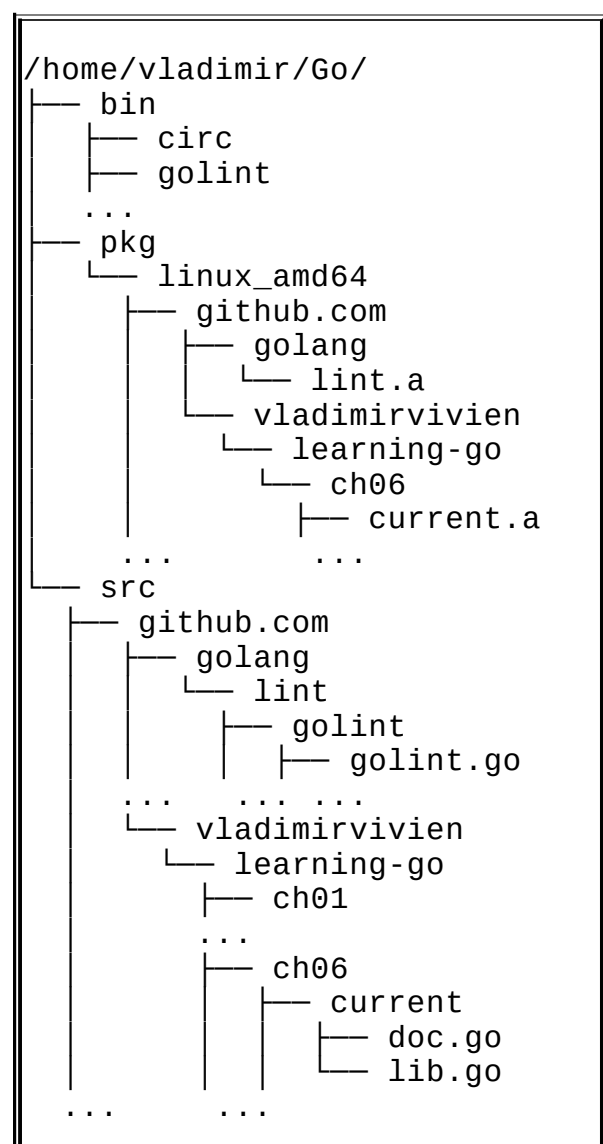 /home/vladimir/Go/
├── bin
│   ├── circ
│   ├── golint
│   ...
├── pkg
│   └── linux_amd64
│       ├── github.com
│       │   ├── golang
│       │   │   └── lint.a
│       │   └── vladimirvivien
│       │       └── learning-go
│       │           └── ch06
│       │               ├── current.a
│       ...             ...
└── src
    ├── github.com
    │   ├── golang
    │   │   └── lint
    │   │       ├── golint
    │   │       │   ├── golint.go
    │   ...     ... ...
    │   └── vladimirvivien
    │       └── learning-go
    │           ├── ch01
    │           ...
    │           ├── ch06
    │           │   ├── current
    │           │   │   ├── doc.go
    │           │   │   └── lib.go
    ...         ...